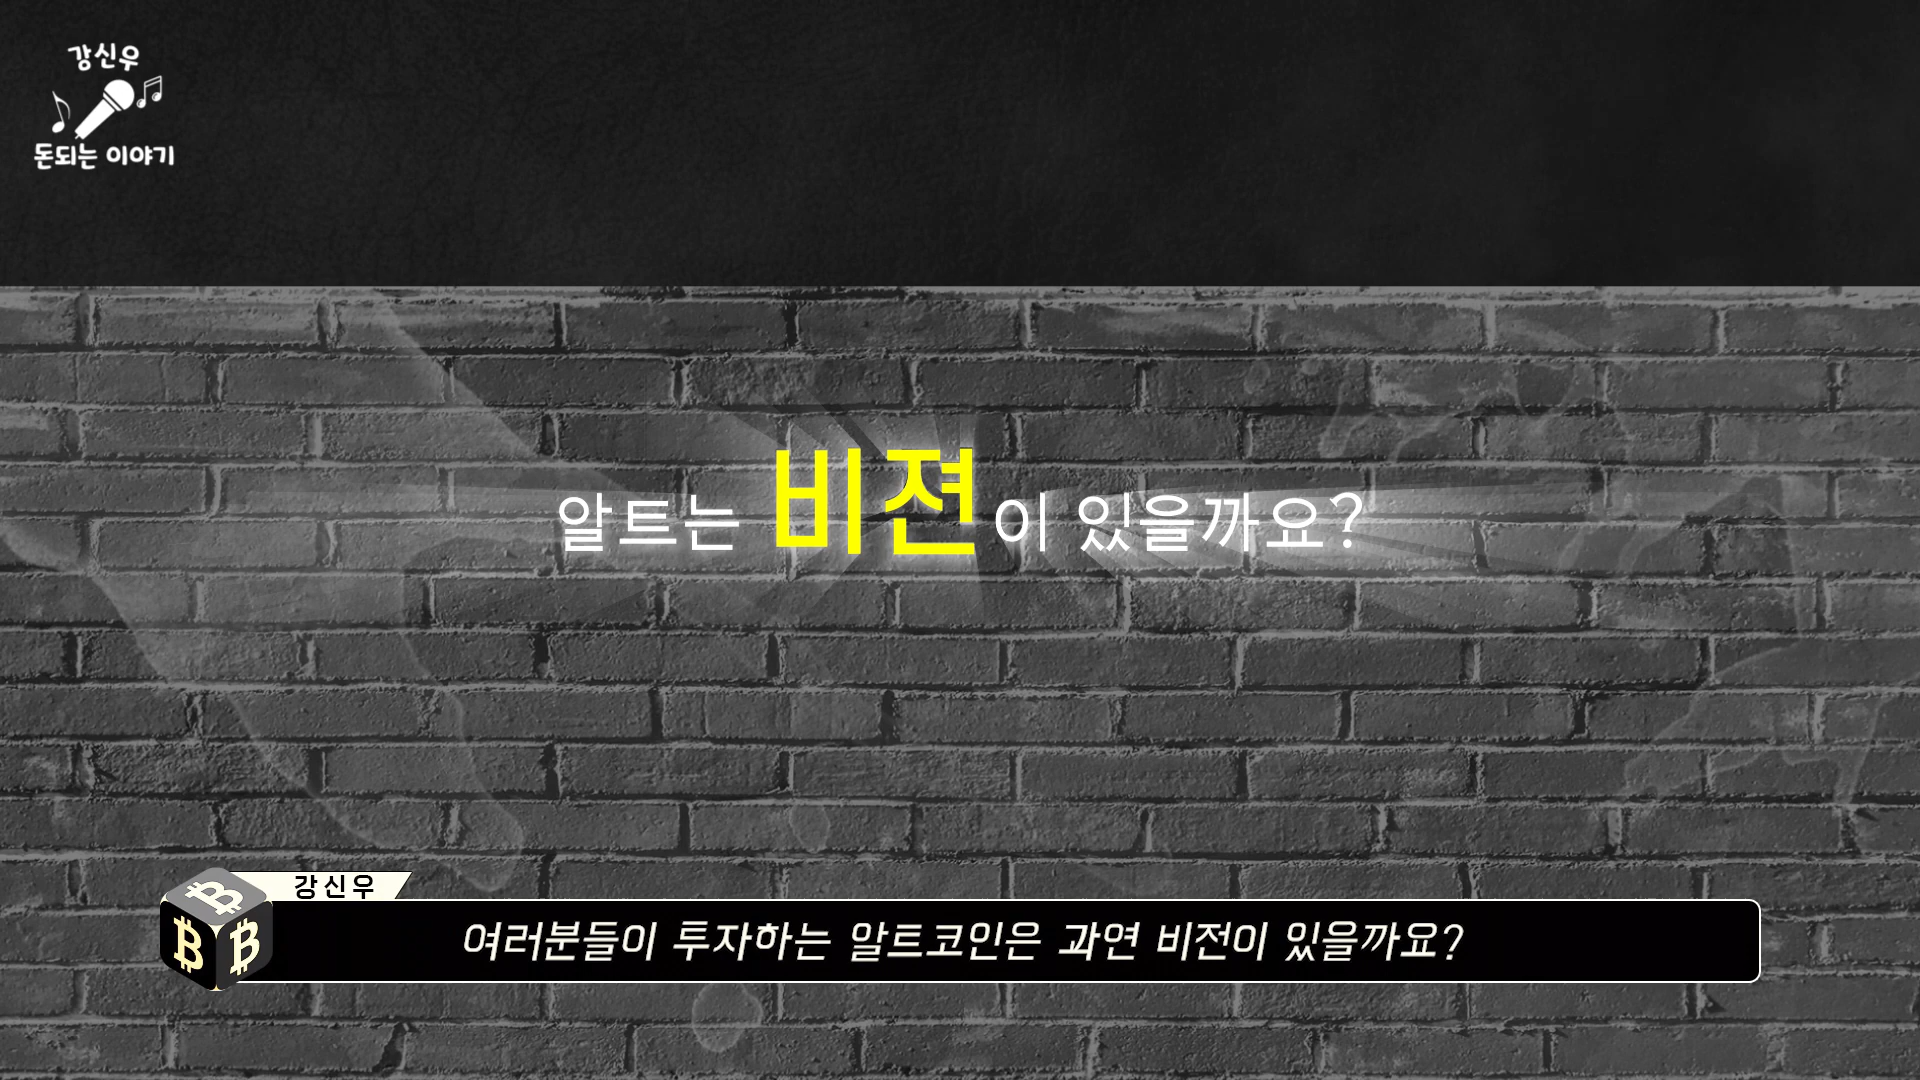 강신우
돈되는 이야기
알트는 비젼이 있을까요?
강신우
여러분들이 투자하는 알트코인은 과연 비전이 있을까요?